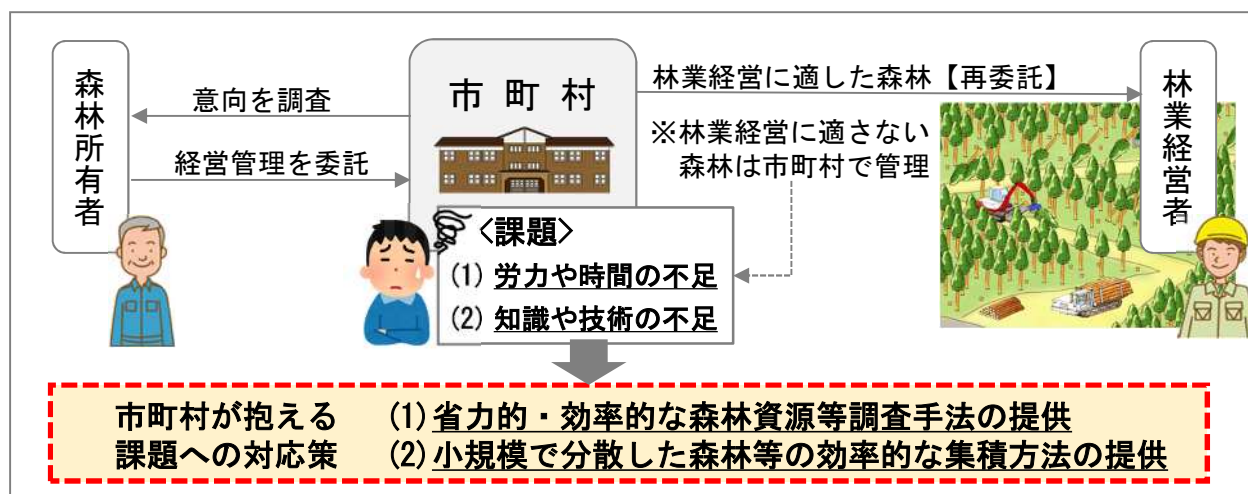 森林所有者
意向を調査
経営管理を委託
市町村
林業経営に適した森林【再委託】
※林業経営に適さない
森林は市町村で管理
林業経営者
<課題>
(1) 労力や時間の不足
(2) 知識や技術の不足
市町村が抱える
課題への対応策
(1)省力的・効率的な森林資源等調査手法の提供
(2)小規模で分散した森林等の効率的な集積方法の提供